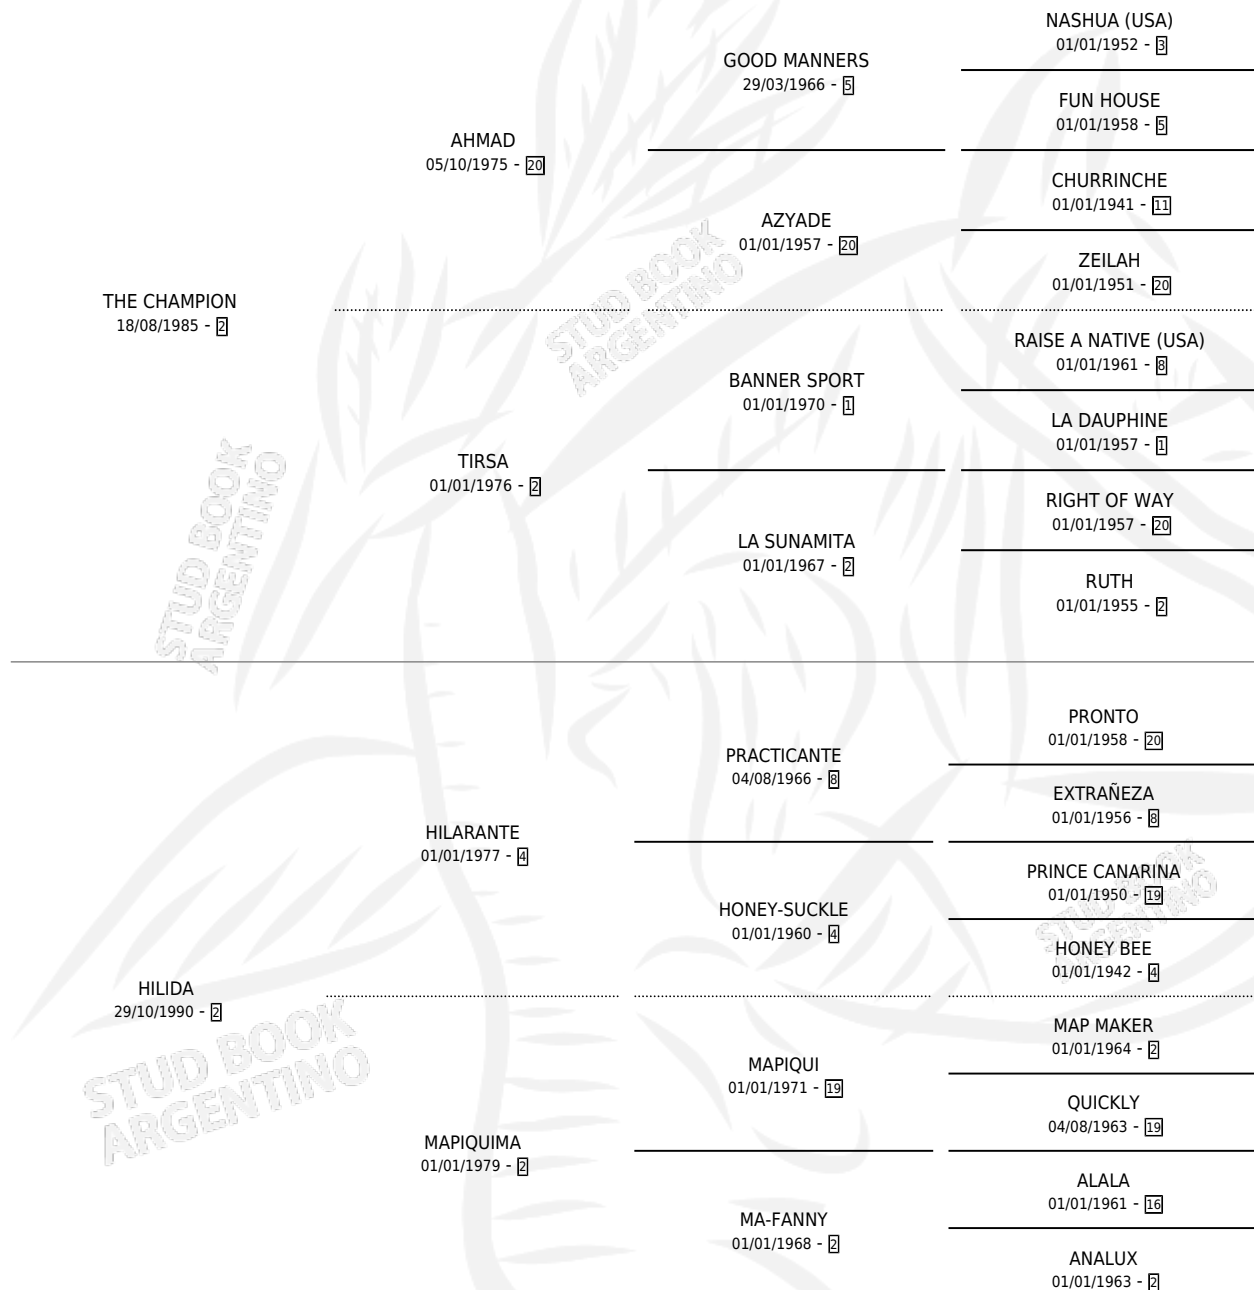 NASHUA (USA)
01/01/1952 - 3
GOOD MANNERS
29/03/1966 - 5
FUN HOUSE
01/01/1958 - 5
AHMAD
05/10/1975 - 20
CHURRINCHE
01/01/1941 - 11
AZYADE
01/01/1957 - 20
ZEILAH
01/01/1951 - 20
THE CHAMPION
18/08/1985 - 2
RAISE A NATIVE (USA)
01/01/1961 - 8
BANNER SPORT
01/01/1970 - 1
LA DAUPHINE
01/01/1957 - 1
TIRSA
01/01/1976 - 2
RIGHT OF WAY
01/01/1957 - 20
LA SUNAMITA
01/01/1967 - 2
RUTH
01/01/1955 - 2
PRONTO
01/01/1958 - 20
PRACTICANTE
04/08/1966 - 8
EXTRAÑEZA
01/01/1956 - 8
HILARANTE
01/01/1977 - 4
PRINCE CANARINA
01/01/1950 - 19
HONEY-SUCKLE
01/01/1960 - 4
HONEY BEE
01/01/1942 - 4
HILIDA
29/10/1990 - 2
MAP MAKER
01/01/1964 - 2
MAPIQUI
01/01/1971 - 19
QUICKLY
04/08/1963 - 19
MAPIQUIMA
01/01/1979 - 2
ALALA
01/01/1961 - 16
MA-FANNY
01/01/1968 - 2
ANALUX
01/01/1963 - 2
STUD BOOK
ARGENTINO
STUD BOOK
ARGENTINO
STUD BOOK
ARGENTINO
STUD BOOK
ARGENTINO